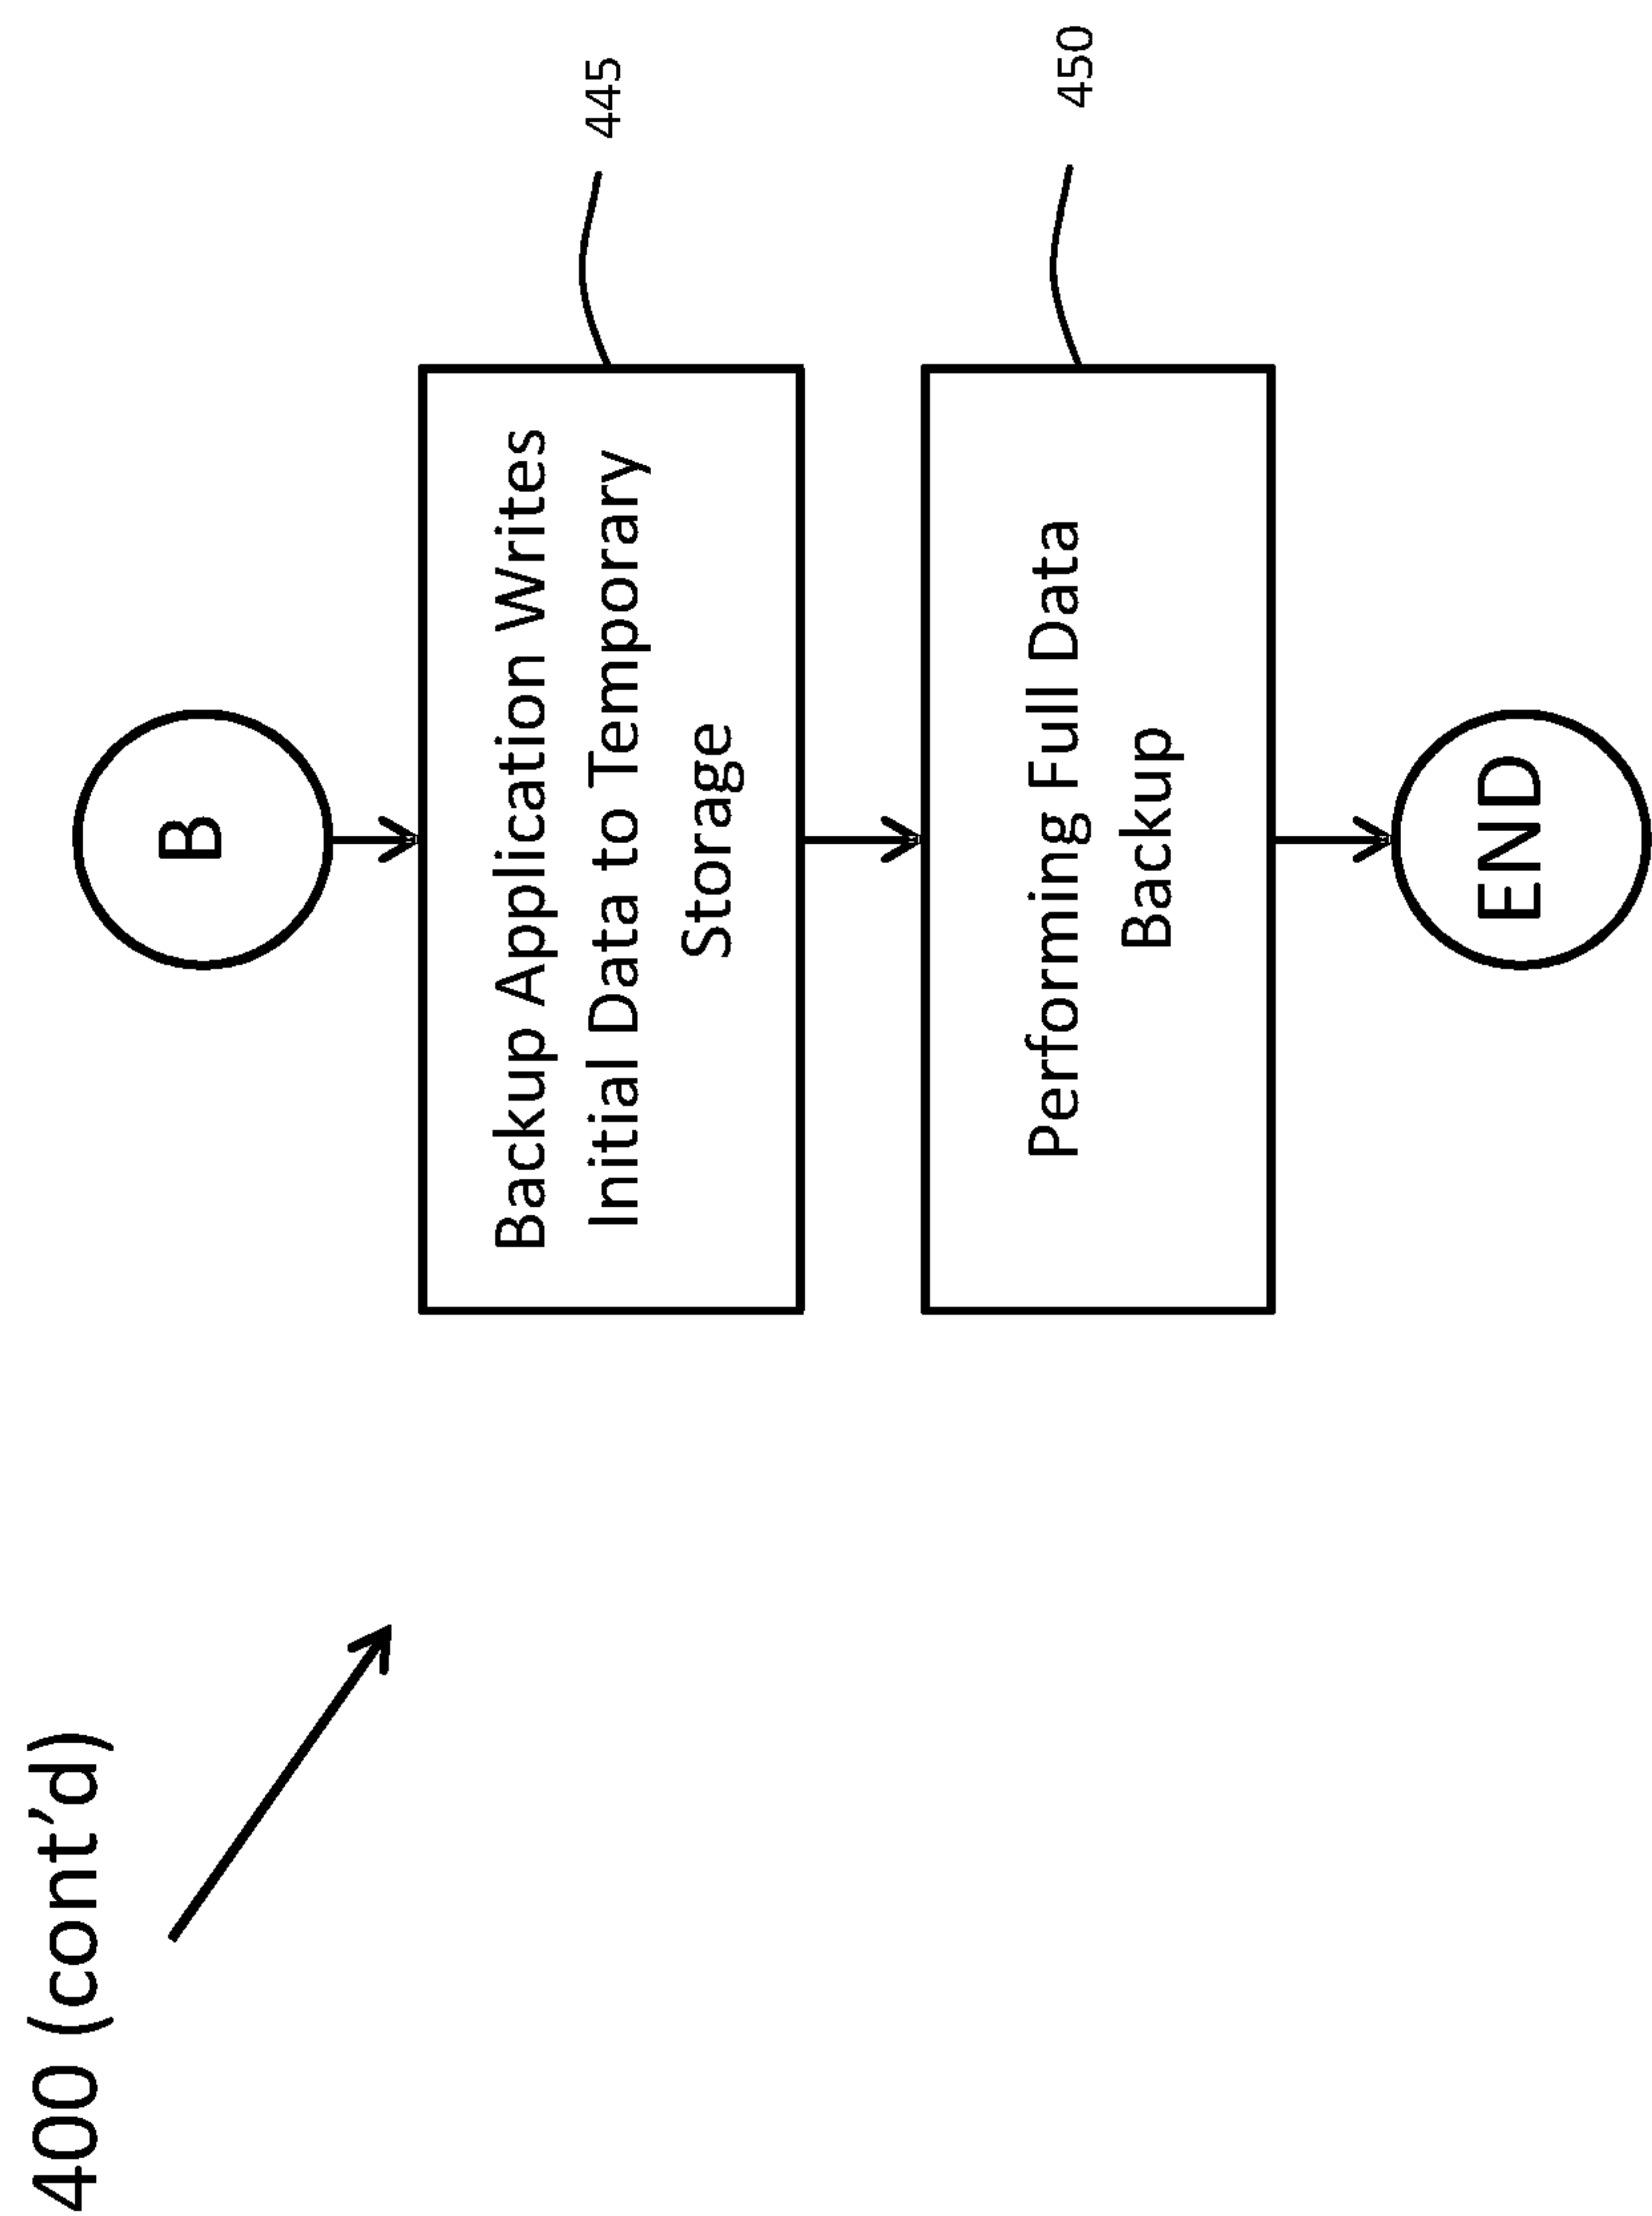 400 (cont’d)
B
Backup Application Writes
Initial Data to Temporary
Storage
445
Performing Full Data
Backup
450
END